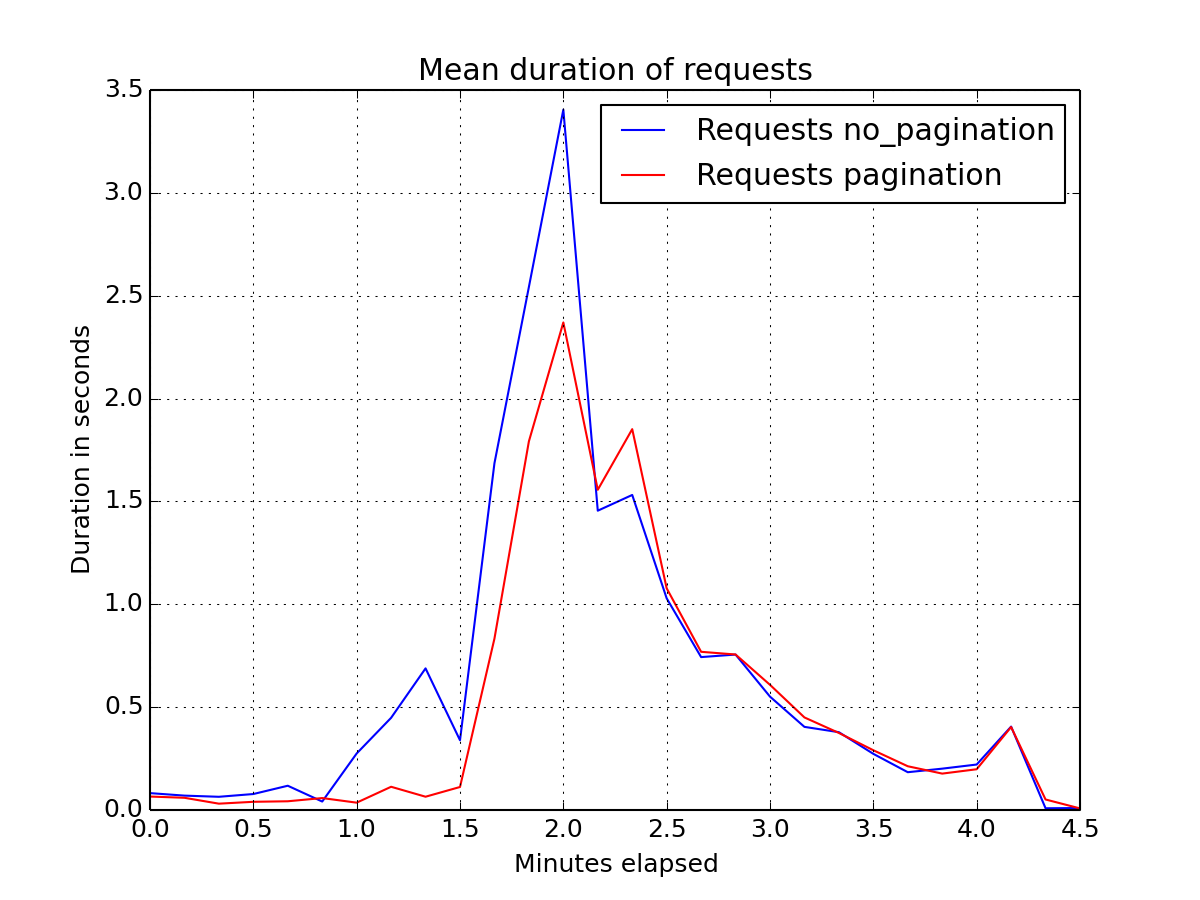 Mean duration of requests
3.5
3.0
2.5
2.0
1.5
1.0
0.5
0.0
Duration in seconds
Requests no_pagination
Requests pagination
0.0 0.5 1.0 1.5 2.0 2.5 3.0 3.5 4.0 4.5
Minutes elapsed